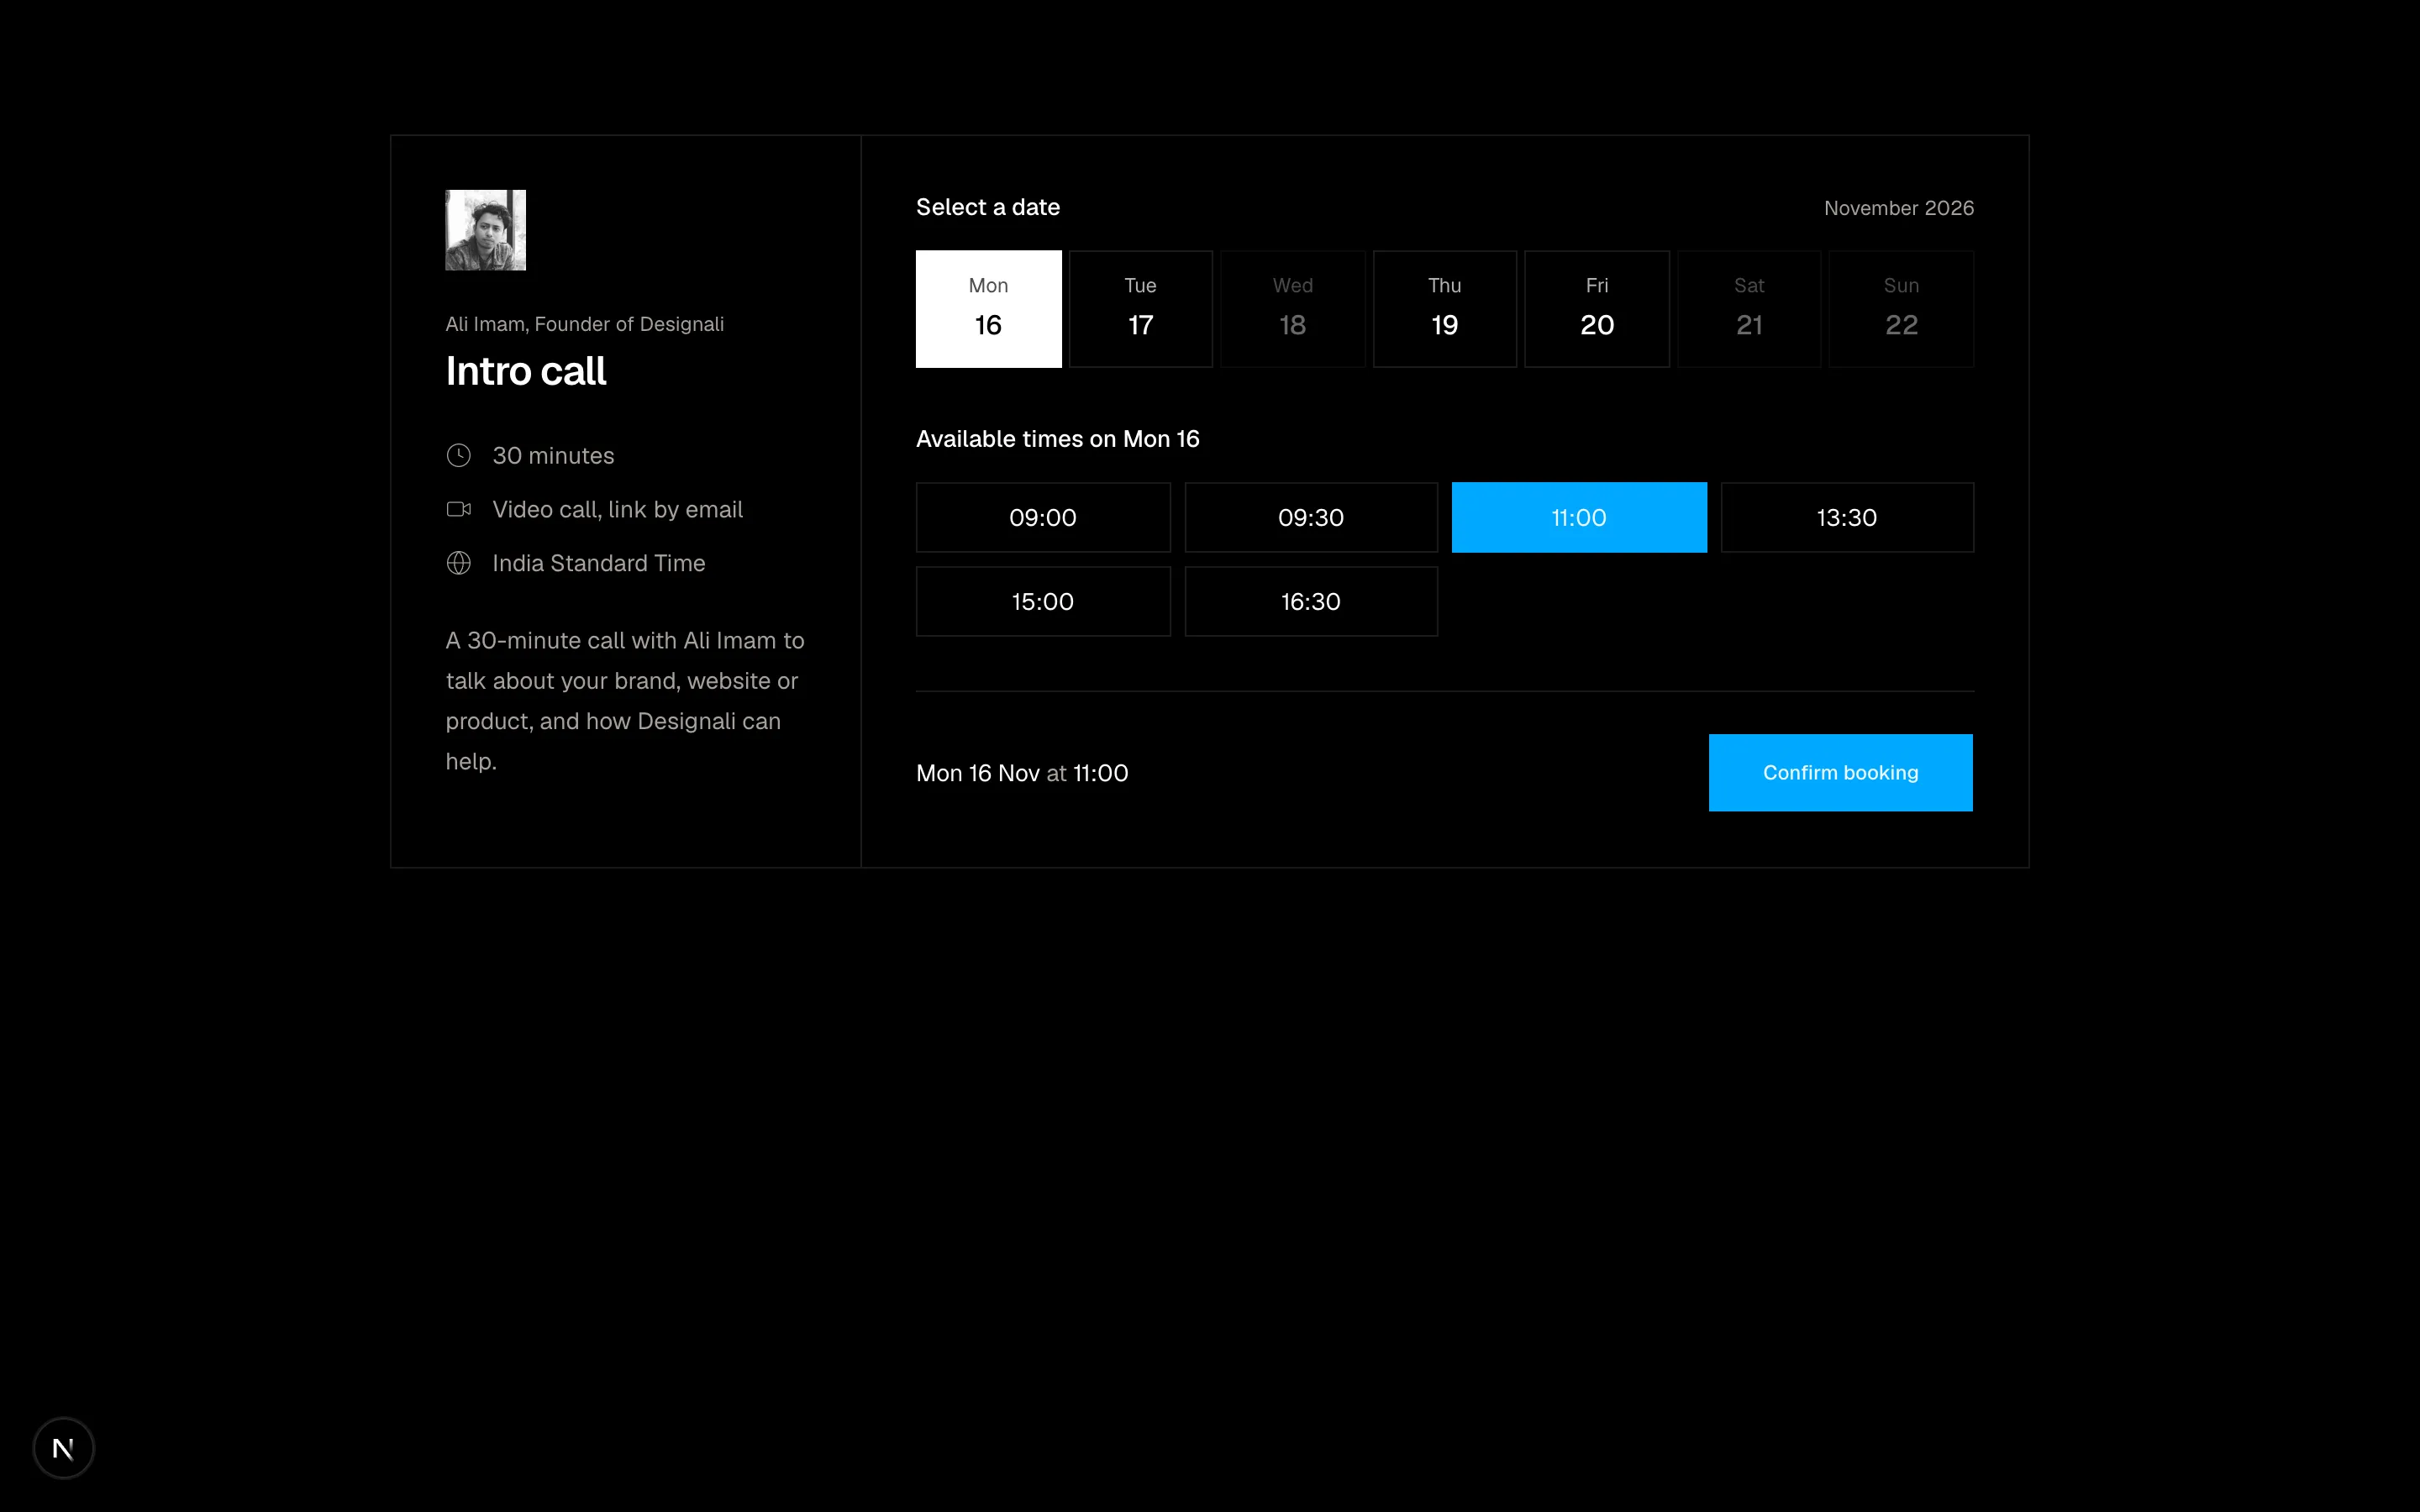 Ali Imam, Founder of Designali
Intro call
30 minutes
Video call, link by email
India Standard Time
A 30-minute call with Ali Imam to
talk about your brand, website or
product, and how Designali can
help.
Select a date
November 2026
Mon Tue Wed Thu Fri Sat Sun
16 17 18 19 20 21 22
Available times on Mon 16
09:00 09:30 11:00 13:30
15:00 16:30
Mon 16 Nov at 11:00
Confirm booking
N